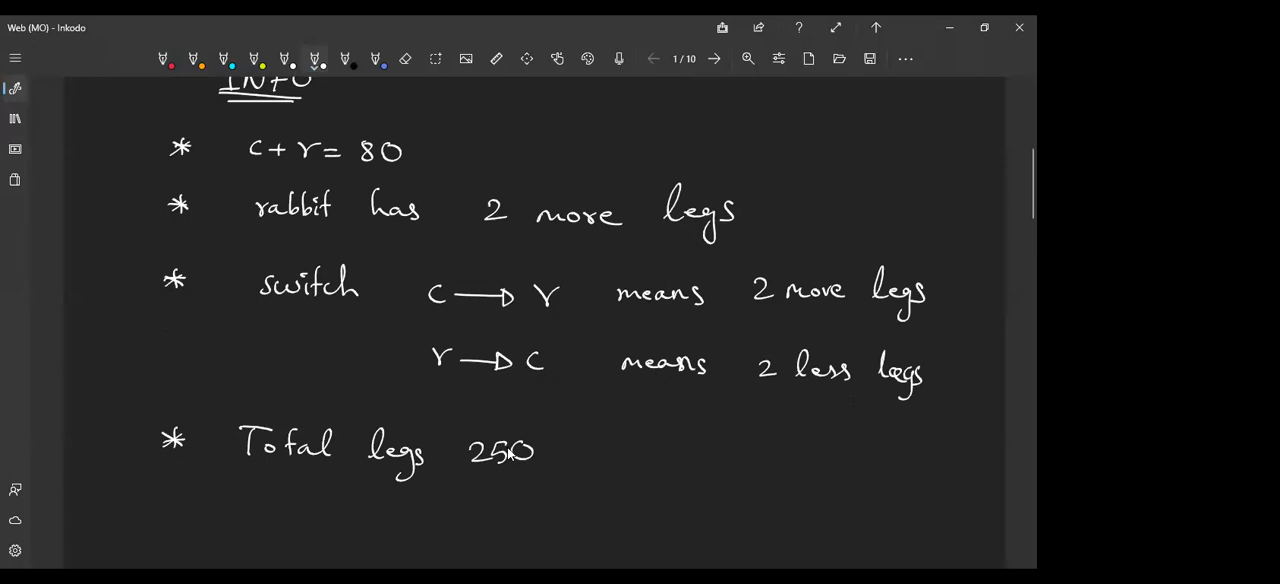 Web (MO) - Inkodo
1 / 10
INFO
* c + r = 80
* rabbit has 2 more legs
* switch c → r means 2 more legs
r → c means 2 less legs
* Total legs 250